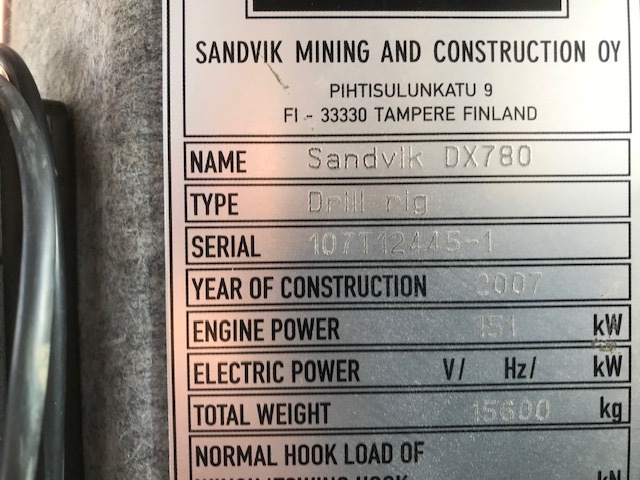 SANDVIK MINING AND CONSTRUCTION OY
PIHTISULUNKATU 9
FI - 33330 TAMPERE FINLAND
NAME Sandvik DX780
TYPE Drill rig
SERIAL 107T12445-1
YEAR OF CONSTRUCTION 2007
ENGINE POWER 151 kW
ELECTRIC POWER V/ Hz/ kW
TOTAL WEIGHT 15600 kg
NORMAL HOOK LOAD OF
HOOK kN